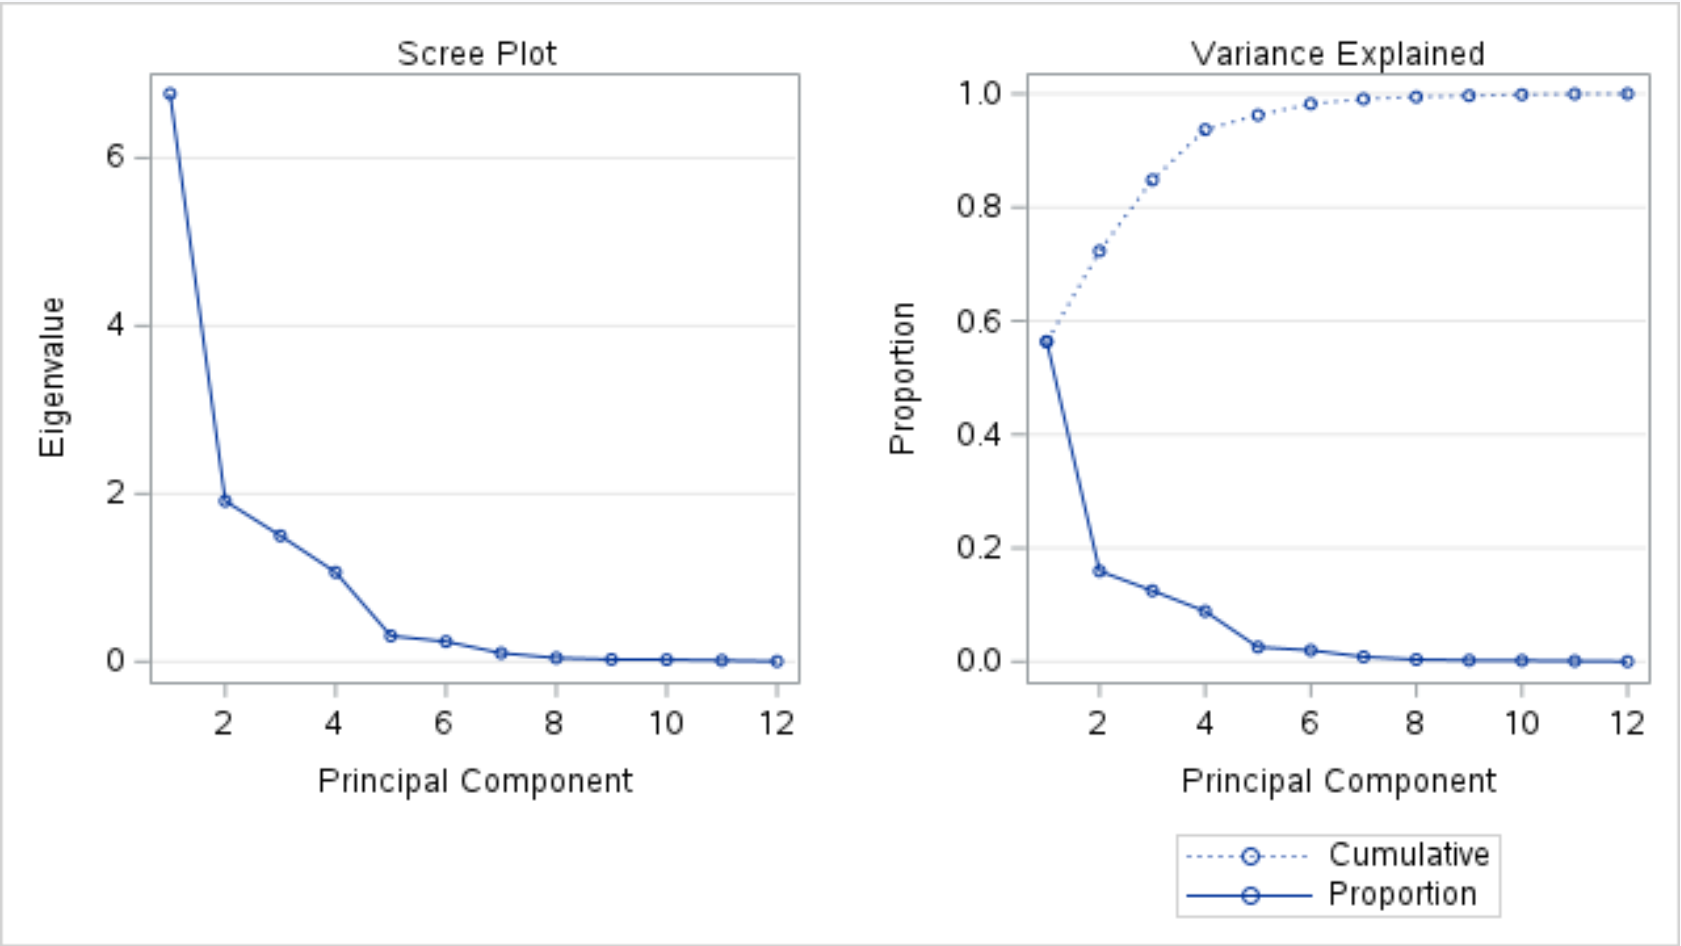 Scree Plot
6
4
2
0
Eigenvalue
2 4 6 8 10 12
Principal Component
Variance Explained
1.0
0.8
0.6
0.4
0.2
0.0
Proportion
2 4 6 8 10 12
Principal Component
Cumulative
Proportion